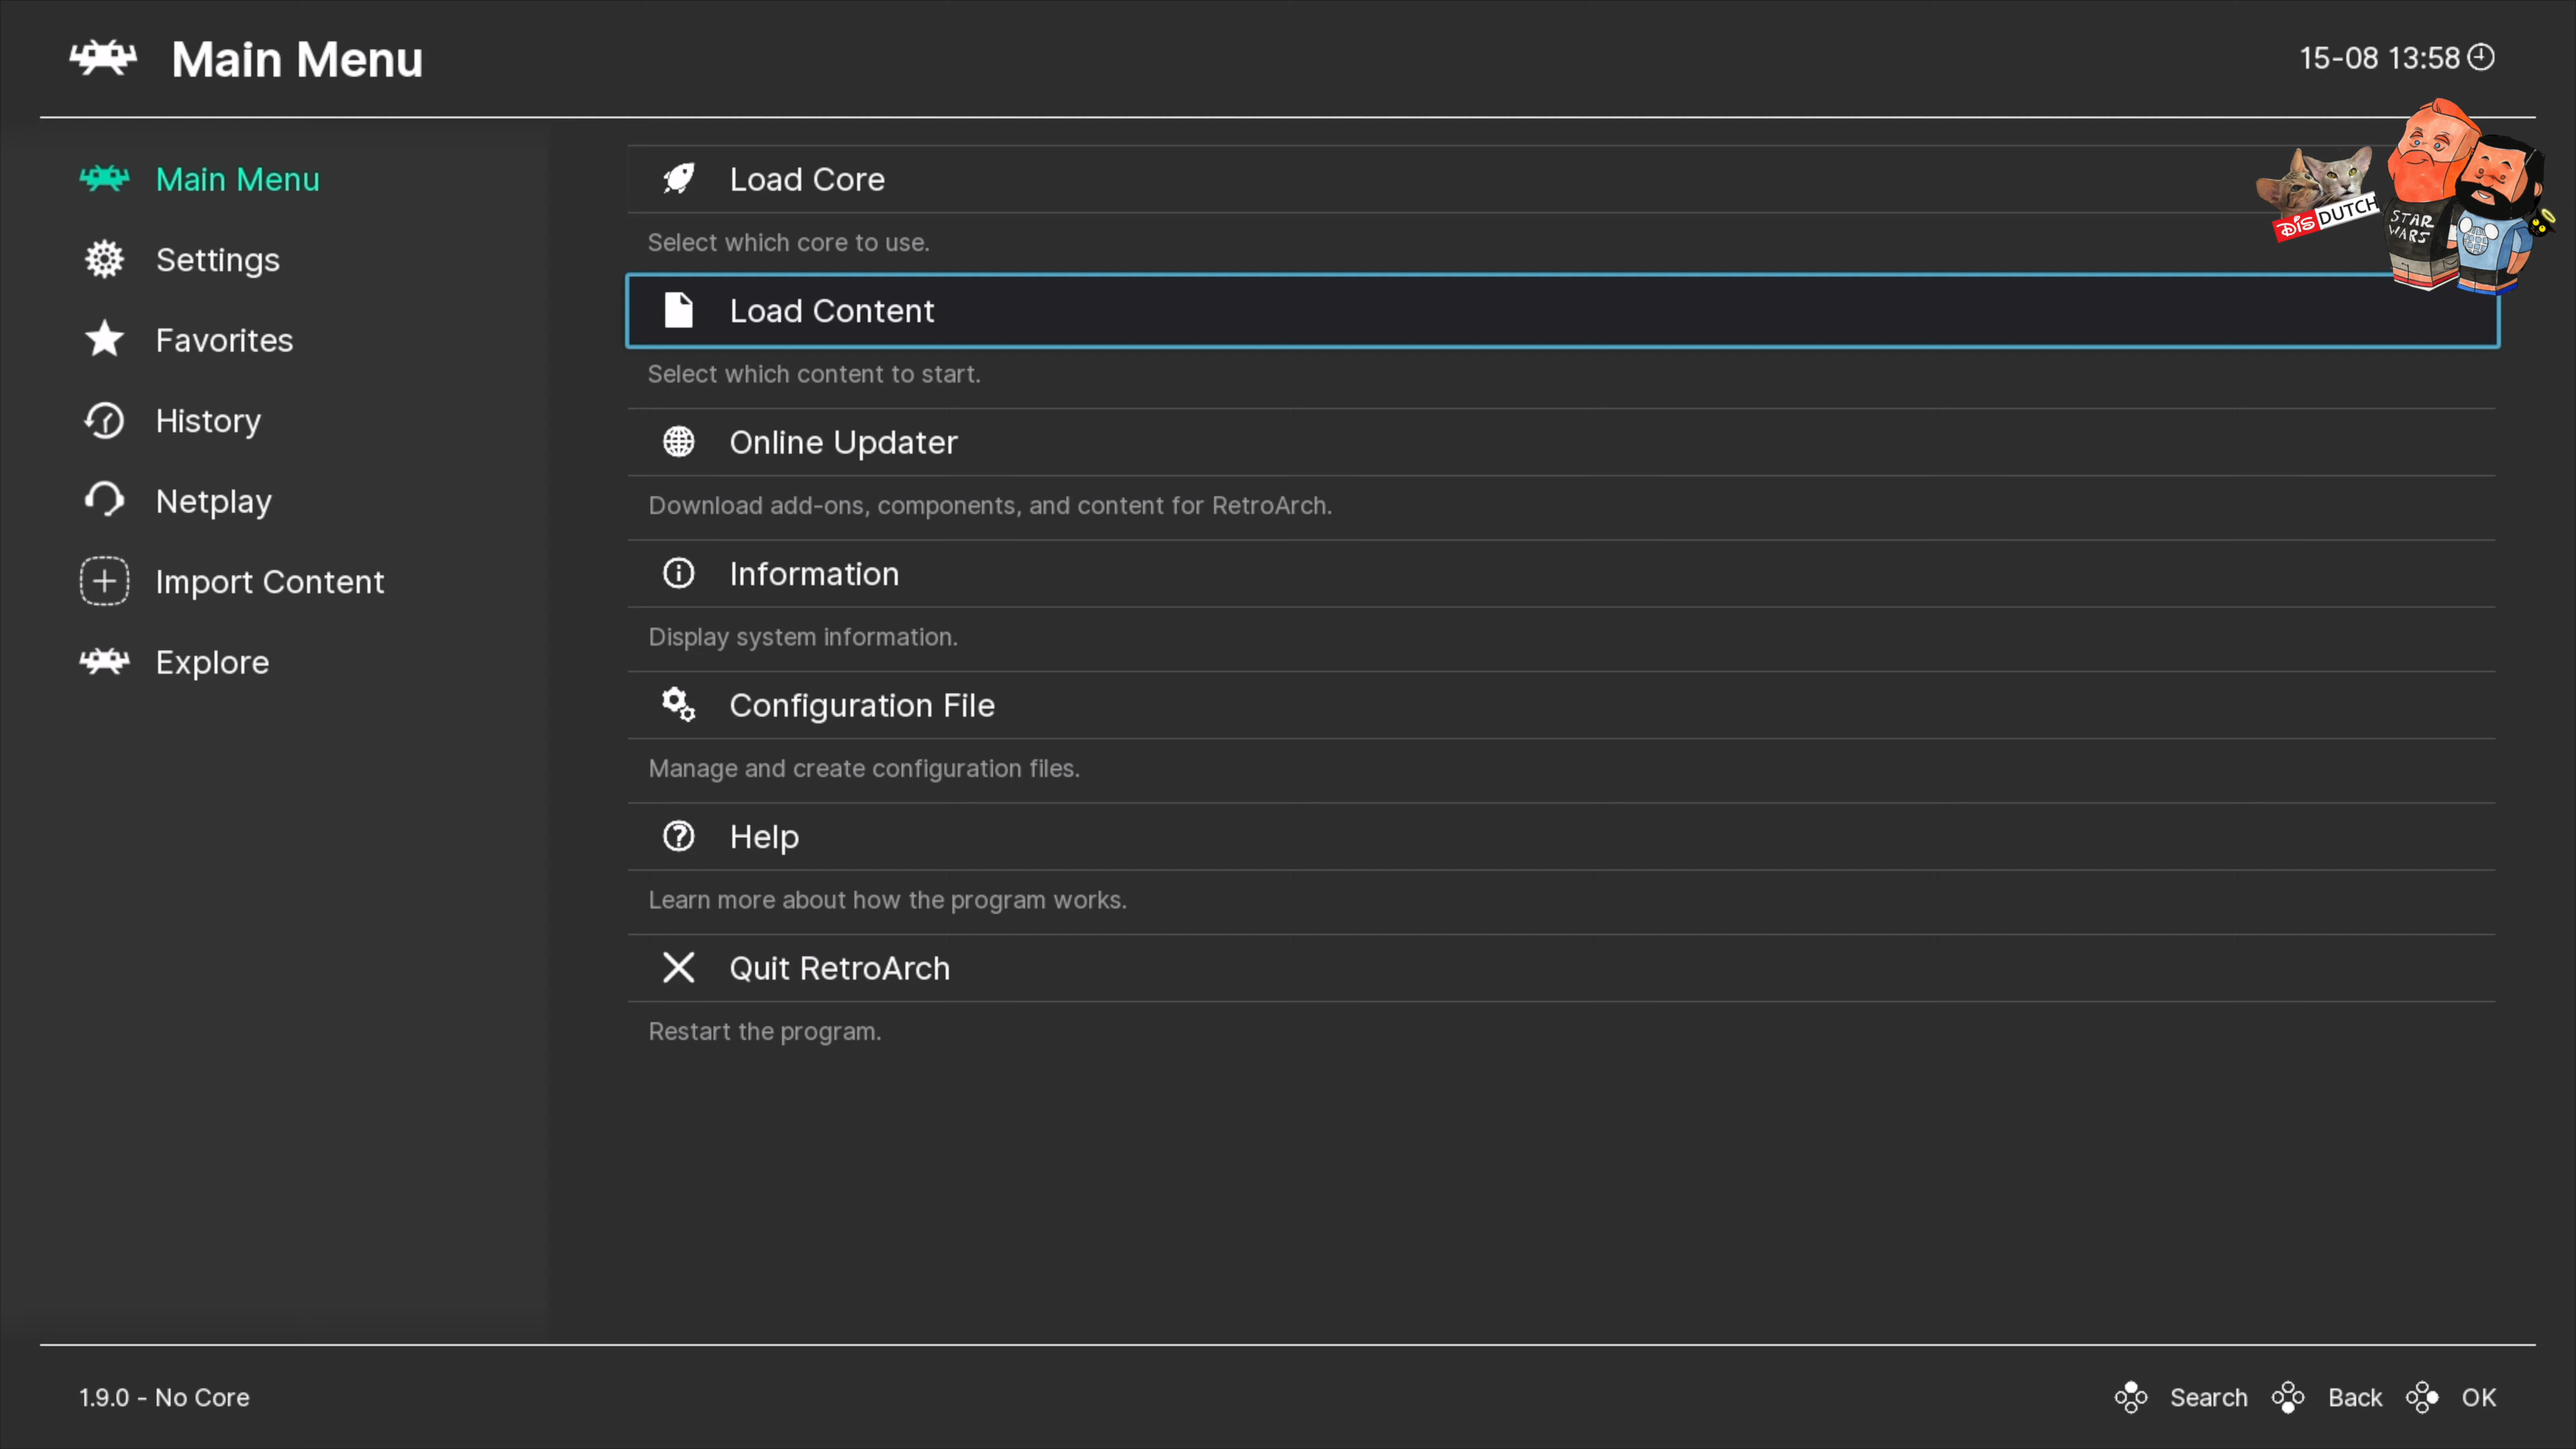 Main Menu
15-08 13:58
Main Menu
Settings
Favorites
History
Netplay
Import Content
Explore
Load Core
Select which core to use.
Load Content
Select which content to start.
Online Updater
Download add-ons, components, and content for RetroArch.
Information
Display system information.
Configuration File
Manage and create configuration files.
Help
Learn more about how the program works.
Quit RetroArch
Restart the program.
DisDUTCH
STAR
WARS
1.9.0 - No Core
Search Back OK